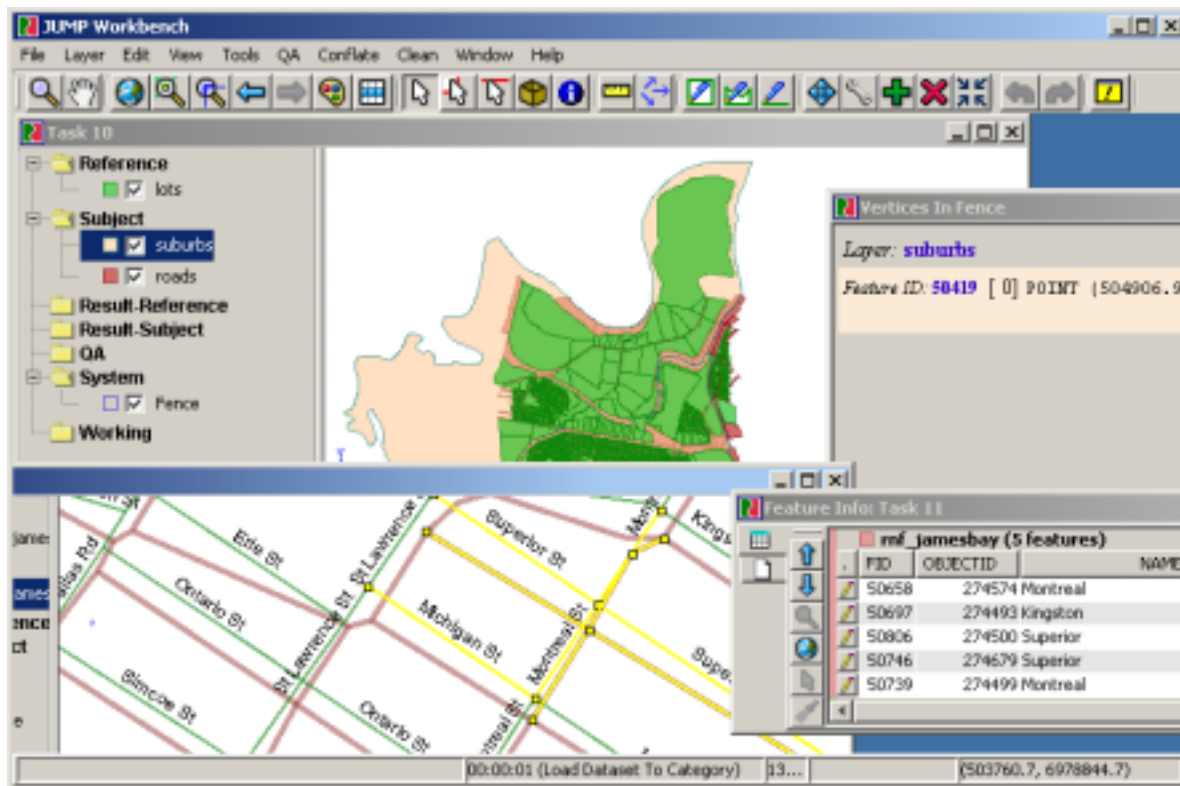 JUMP Workbench
File Layer Edit View Tools QA Conflate Clean Window Help
Task 10
Reference
lots
Subject
suburbs
roads
Result-Reference
Result-Subject
QA
System
Fence
Working
Vertices In Fence
Layer: suburbs
Feature ID: 50419 [ 0] POINT (504906.9
Erie St
Ontario St
Simcoe St
St Lawrence St
St Lawrence
Superior St
Michigan St
Montreal St
Ontario St
Kings
Supe
Feature Info: Task 11
mf_jamesbay (5 features)
FID OBJECTID NAME
50658 274574 Montreal
50697 274493 Kingston
50806 274500 Superior
50746 274679 Superior
50739 274499 Montreal
00:00:01 (Load Dataset To Category) 13... (503760.7, 6978844.7)